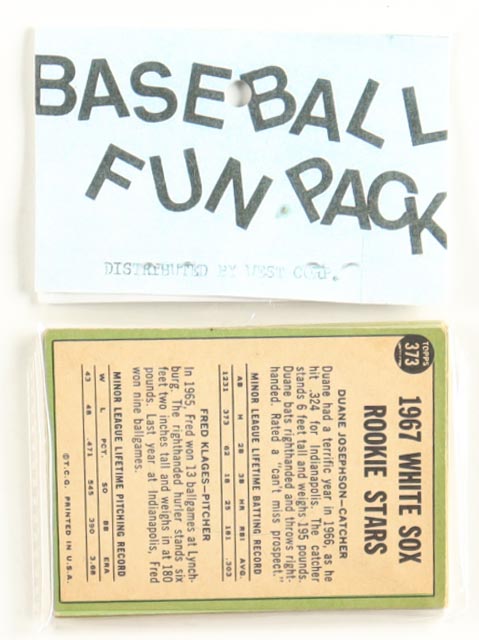 BASEBALL
FUN PACK
DISTRIBUTED BY WEST CORP.
TOPPS
373
1967 WHITE SOX
ROOKIE STARS
DUANE JOSEPHSON—CATCHER
Duane had a terrific year in 1966, as he
hit .324 for Indianapolis. The catcher
stands 6 feet tall and weighs 195 pounds.
Duane bats righthanded and throws right-
handed. Rated a "can't miss prospect."
MINOR LEAGUE LIFETIME BATTING RECORD
AB H 2B 3B HR RBI AVG.
1231 373 62 18 25 181 .303
FRED KLAGES—PITCHER
In 1965, Fred won 13 ballgames at Lynch-
burg. The righthanded hurler stands six
feet two inches tall and weighs in at 180
pounds. Last year at Indianapolis, Fred
won nine ballgames.
MINOR LEAGUE LIFETIME PITCHING RECORD
W L PCT. SO BB ERA
43 48 .471 545 390 3.68
©T.C.G. PRINTED IN U.S.A.